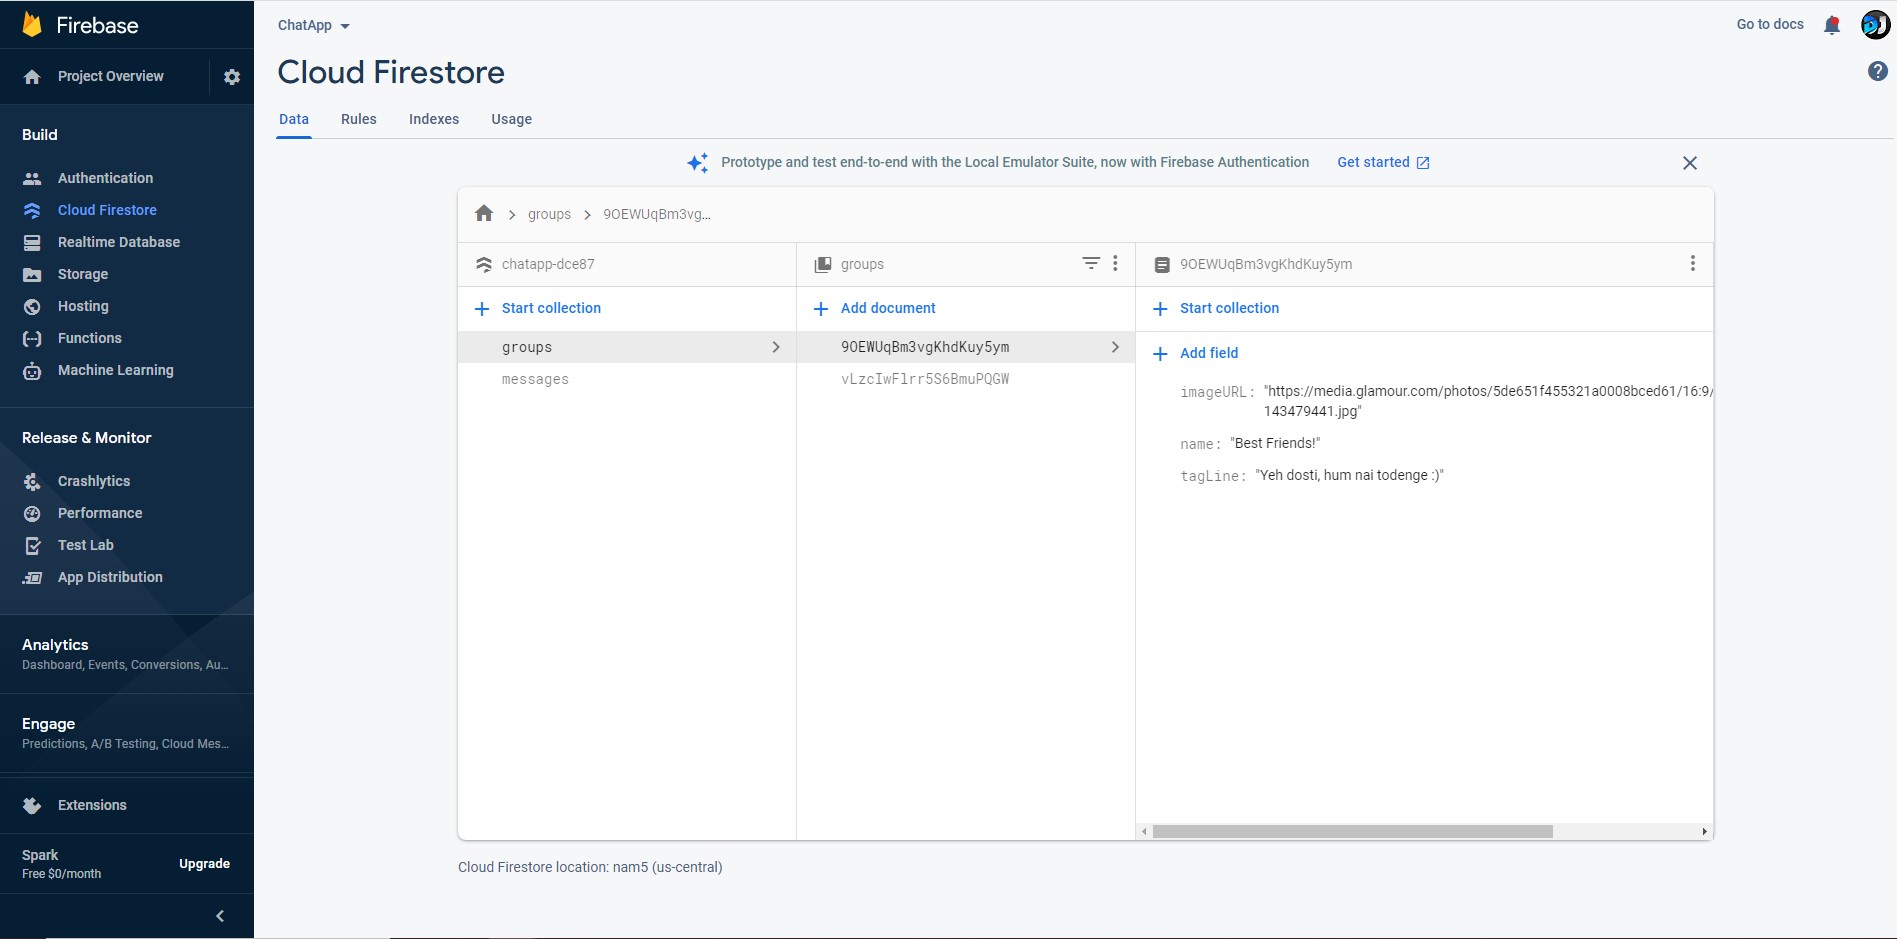 Firebase
Project Overview
Build
Authentication
Cloud Firestore
Realtime Database
Storage
Hosting
Functions
Machine Learning
Release & Monitor
Crashlytics
Performance
Test Lab
App Distribution
Analytics
Dashboard, Events, Conversions, Au...
Engage
Predictions, A/B Testing, Cloud Mes...
Extensions
Spark
Free $0/month
Upgrade
ChatApp
Go to docs
Cloud Firestore
Data Rules Indexes Usage
Prototype and test end-to-end with the Local Emulator Suite, now with Firebase Authentication Get started
groups 9OEWUqBm3vg...
chatapp-dce87
Start collection
groups
messages
groups
Add document
9OEWUqBm3vgKhdKuy5ym
vLzcIwFlrr5S6BmuPQGW
9OEWUqBm3vgKhdKuy5ym
Start collection
Add field
imageURL: "https://media.glamour.com/photos/5de651f455321a0008bced61/16:9/
143479441.jpg"
name: "Best Friends!"
tagLine: "Yeh dosti, hum nai todenge :)"
Cloud Firestore location: nam5 (us-central)